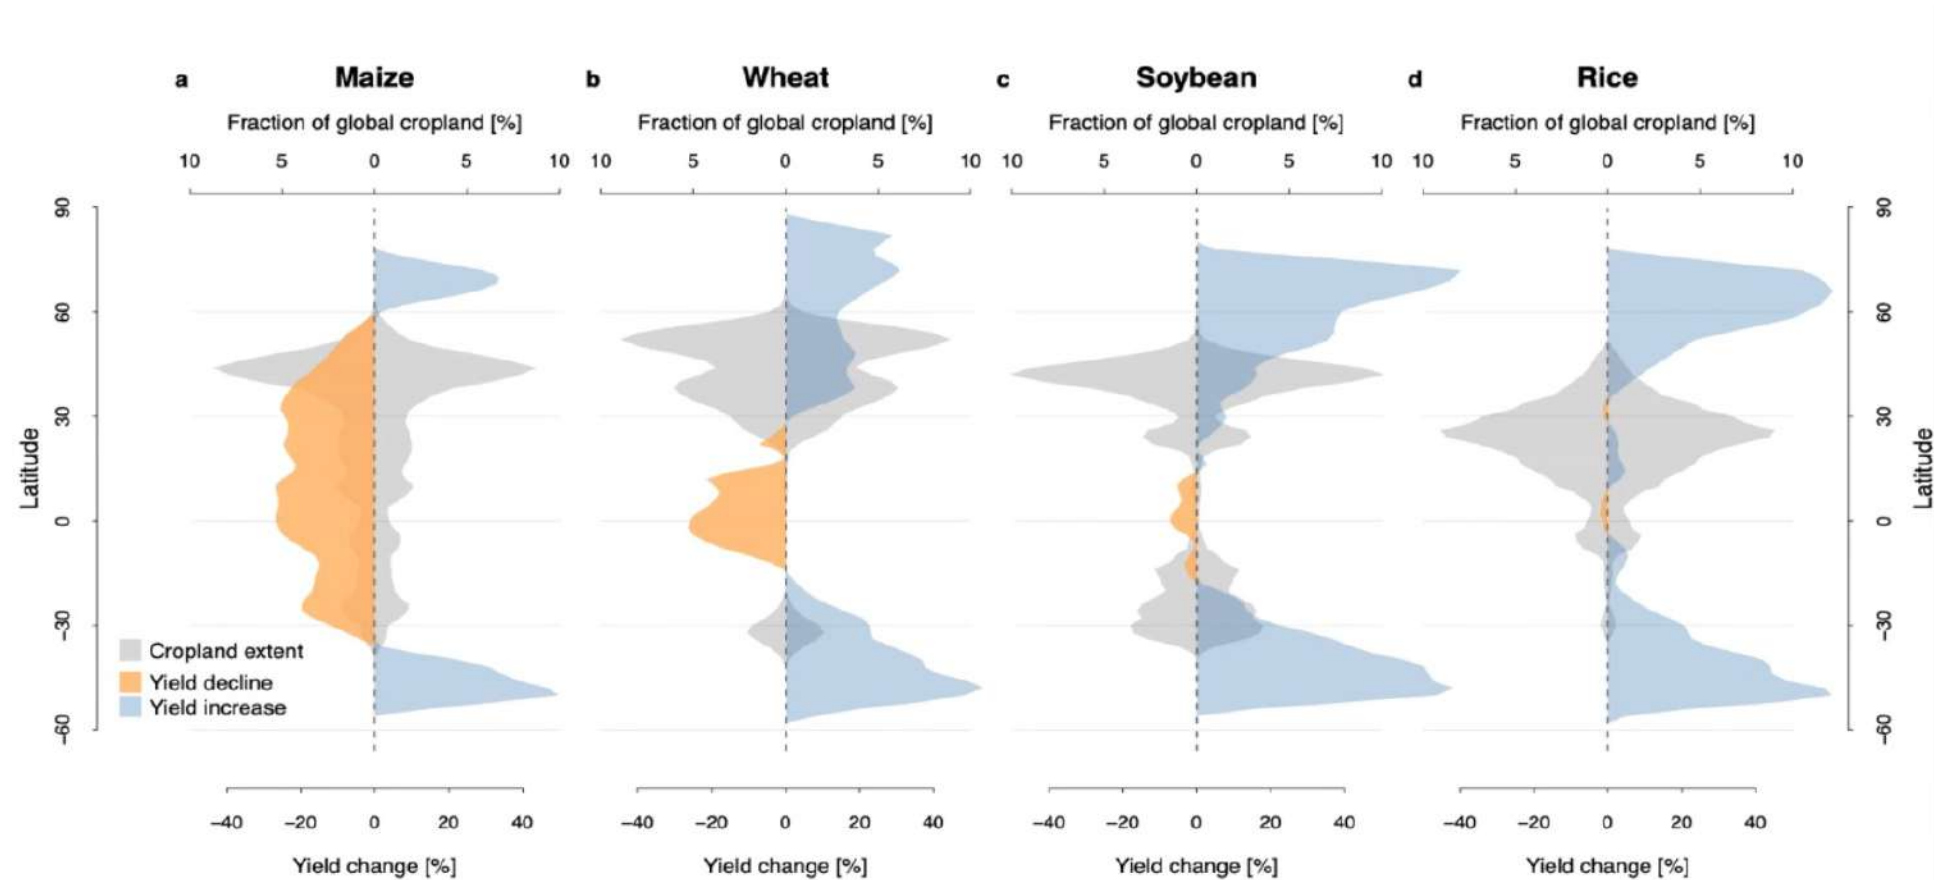 a Maize b Wheat c Soybean d Rice
Fraction of global cropland [%] Fraction of global cropland [%] Fraction of global cropland [%] Fraction of global cropland [%]
10 5 0 5 10 10 5 0 5 10 10 5 0 5 10 10 5 0 5 10
90 90
60 60
30 30
Latitude Latitude
0 0
−30 −30
Cropland extent
Yield decline
Yield increase
−60 −60
−40 −20 0 20 40 −40 −20 0 20 40 −40 −20 0 20 40 −40 −20 0 20 40
Yield change [%] Yield change [%] Yield change [%] Yield change [%]